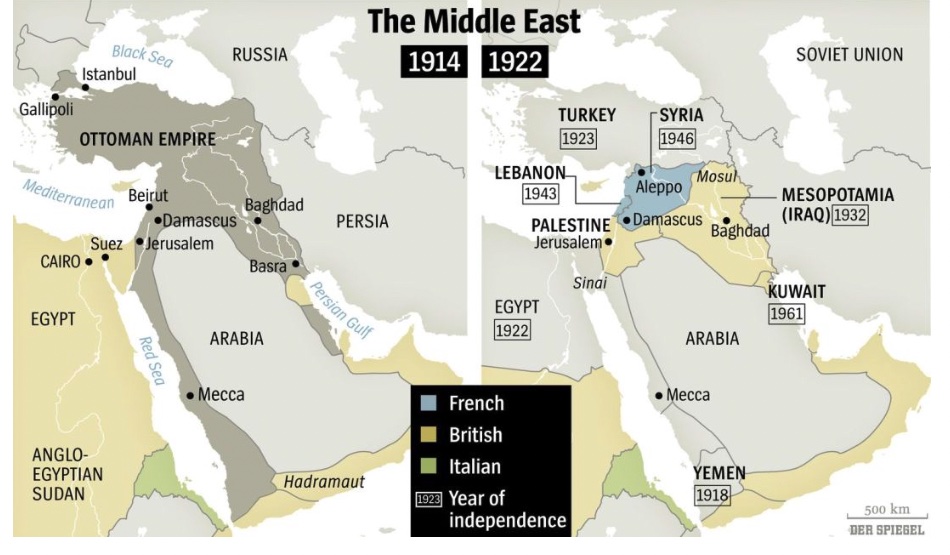 The Middle East
1914
1922
Black Sea
RUSSIA
Istanbul
Gallipoli
OTTOMAN EMPIRE
Mediterranean
Beirut
Damascus
Baghdad
PERSIA
Suez
Jerusalem
CAIRO
Basra
Persian Gulf
EGYPT
ARABIA
Red Sea
Mecca
ANGLO-
EGYPTIAN
SUDAN
Hadramaut
French
British
Italian
1923 Year of
independence
SOVIET UNION
TURKEY
1923
SYRIA
1946
LEBANON
1943
Aleppo
Mosul
MESOPOTAMIA
(IRAQ) 1932
PALESTINE
Damascus
Baghdad
Jerusalem
Sinai
KUWAIT
1961
EGYPT
1922
ARABIA
Mecca
YEMEN
1918
500 km
DER SPIEGEL